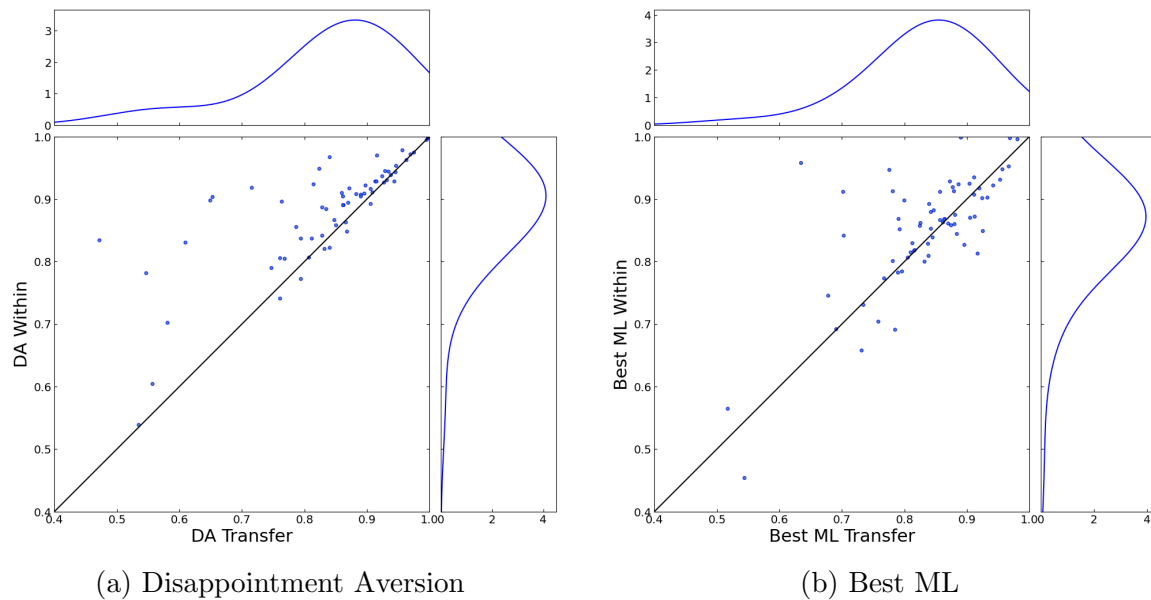 3
2
1
0
4
3
2
1
0
1.0
0.9
0.8
0.7
0.6
0.5
0.4
DA Within
0.4 0.5 0.6 0.7 0.8 0.9 1.0
DA Transfer
0 2 4
1.0
0.9
0.8
0.7
0.6
0.5
0.4
Best ML Within
0.4 0.5 0.6 0.7 0.8 0.9 1.0
Best ML Transfer
0 2 4
(a) Disappointment Aversion
(b) Best ML